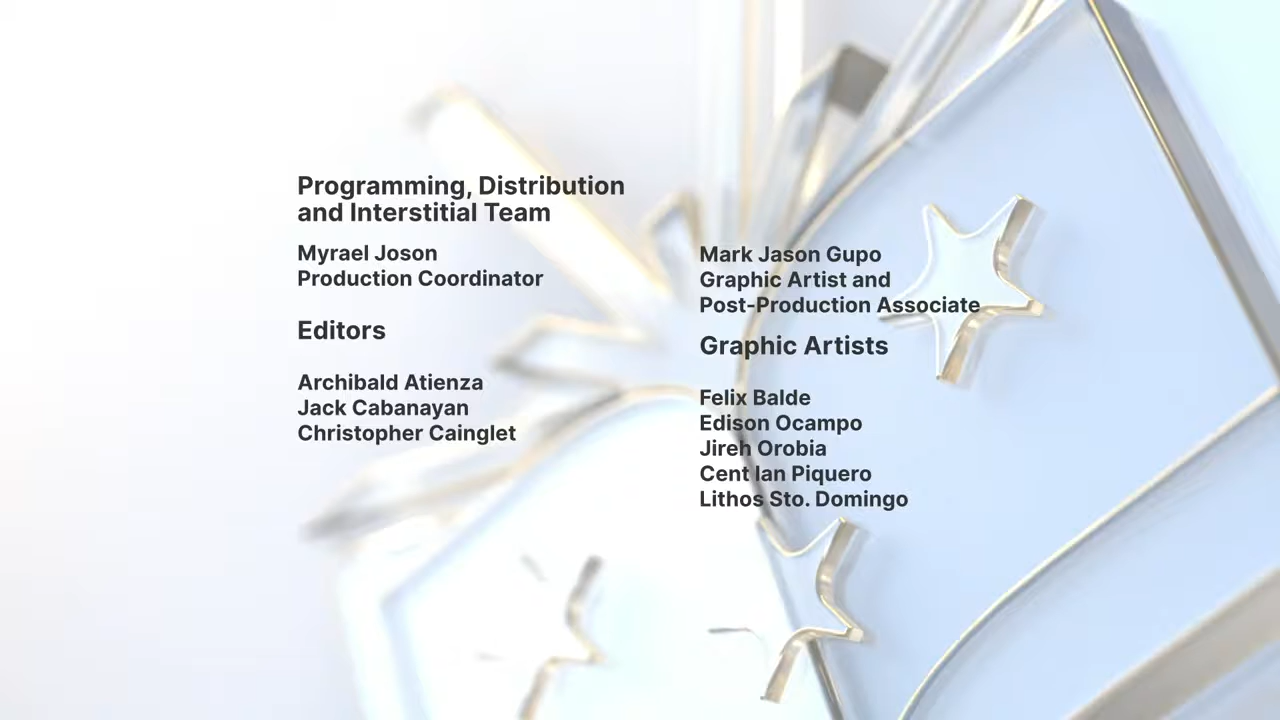 Programming, Distribution
and Interstitial Team
Myrael Joson
Production Coordinator
Editors
Archibald Atienza
Jack Cabanayan
Christopher Cainglet
Mark Jason Gupo
Graphic Artist and
Post-Production Associate
Graphic Artists
Felix Balde
Edison Ocampo
Jireh Orobia
Cent Ian Piquero
Lithos Sto. Domingo